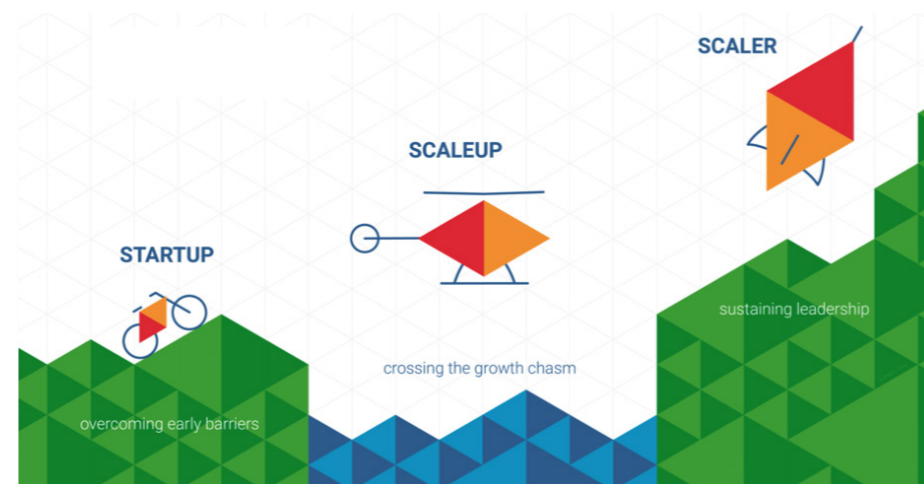 SCALER
SCALEUP
STARTUP
sustaining leadership
crossing the growth chasm
overcoming early barriers